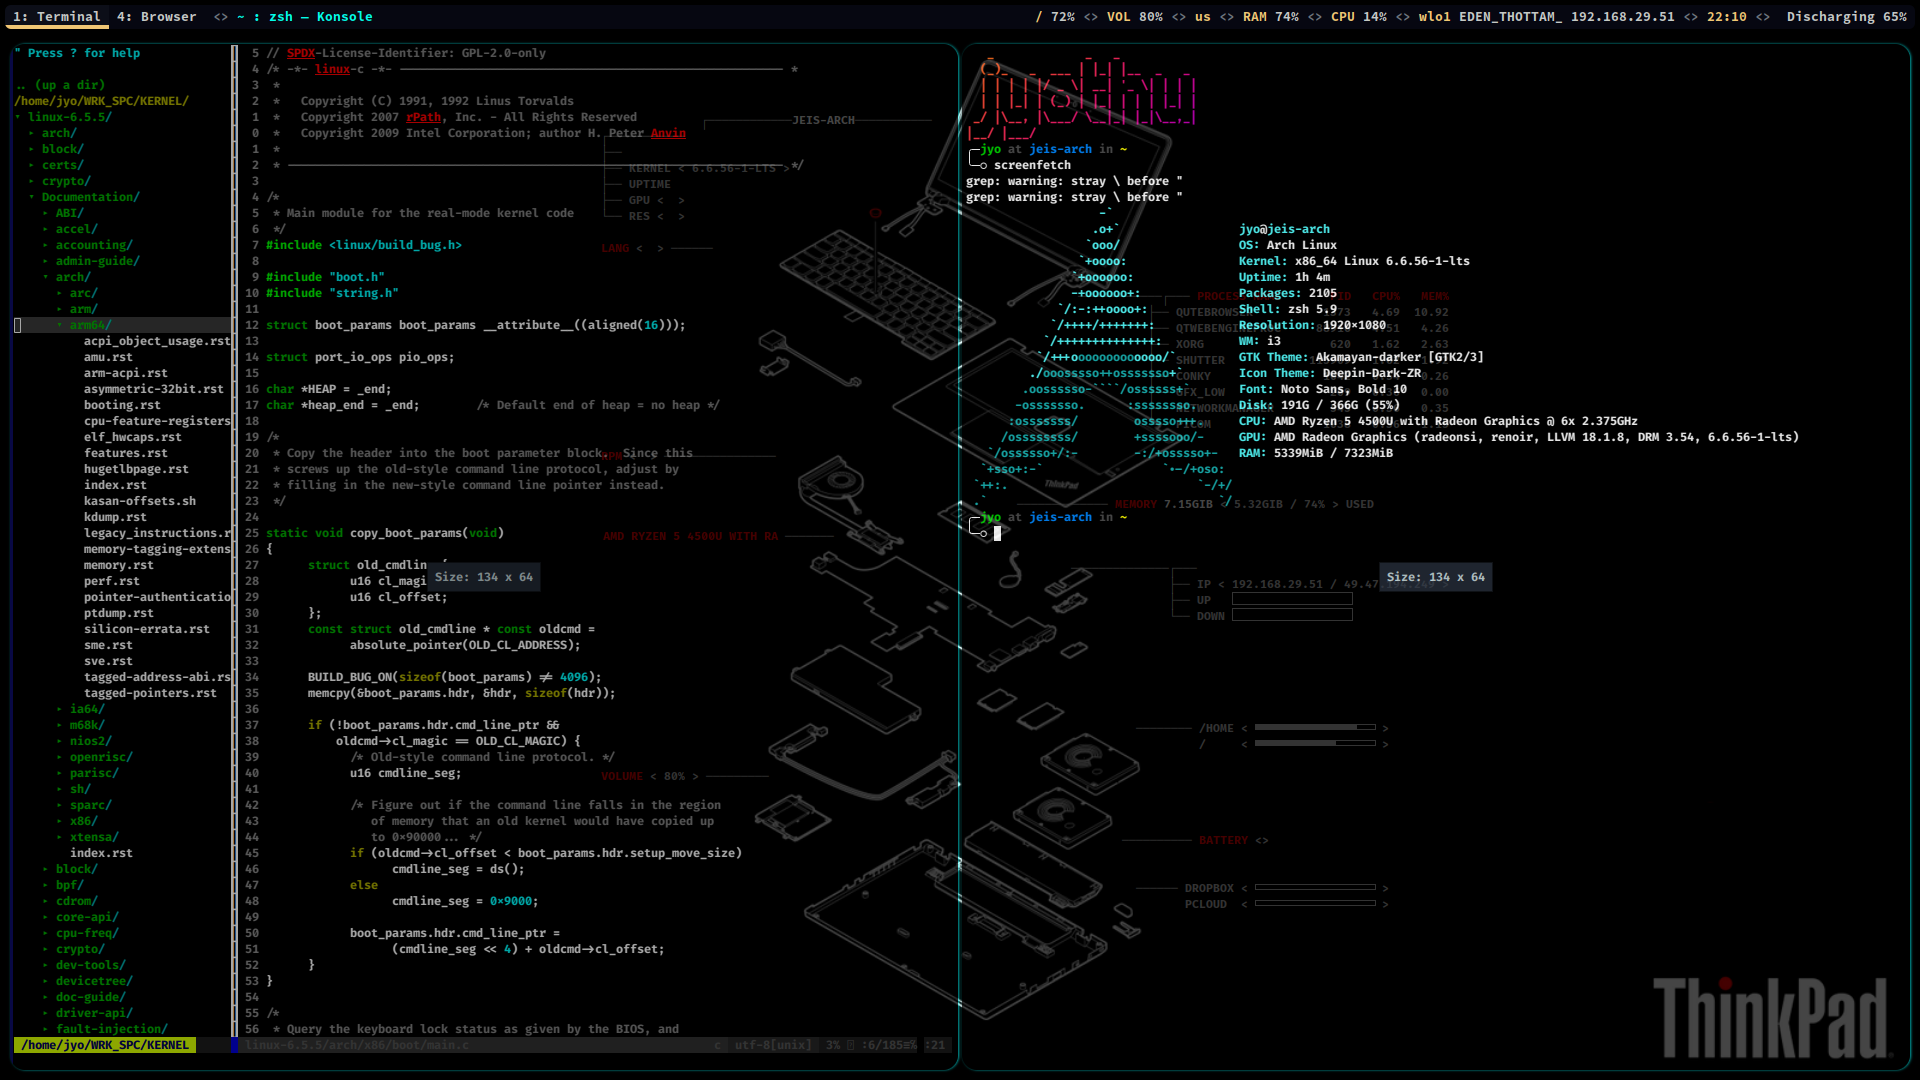 1: Terminal 4: Browser <> ~ : zsh — Konsole
/ 72% <> VOL 80% <> us <> RAM 74% <> CPU 14% <> wlo1 EDEN_THOTTAM_ 192.168.29.51 <> 22:10 <> Discharging 65%
" Press ? for help
.. (up a dir)
/home/jyo/WRK_SPC/KERNEL/
▾ linux-6.5.5/
▸ arch/
▸ block/
▸ certs/
▸ crypto/
▾ Documentation/
▸ ABI/
▸ accel/
▸ accounting/
▸ admin-guide/
▾ arch/
▸ arc/
▸ arm/
▾ arm64/
acpi_object_usage.rst
amu.rst
arm-acpi.rst
asymmetric-32bit.rst
booting.rst
cpu-feature-registers
elf_hwcaps.rst
features.rst
hugetlbpage.rst
index.rst
kasan-offsets.sh
kdump.rst
legacy_instructions.r
memory-tagging-extens
memory.rst
perf.rst
pointer-authenticatio
ptdump.rst
silicon-errata.rst
sme.rst
sve.rst
tagged-address-abi.rs
tagged-pointers.rst
▸ ia64/
▸ m68k/
▸ nios2/
▸ openrisc/
▸ parisc/
▸ sh/
▸ sparc/
▸ x86/
▸ xtensa/
index.rst
▸ block/
▸ bpf/
▸ cdrom/
▸ core-api/
▸ cpu-freq/
▸ crypto/
▸ dev-tools/
▸ devicetree/
▸ doc-guide/
▸ driver-api/
▸ fault-injection/
/home/jyo/WRK_SPC/KERNEL
5 // SPDX-License-Identifier: GPL-2.0-only
4 /* -*- linux-c -*- ——— *
3 *
2 * Copyright (C) 1991, 1992 Linus Torvalds
1 * Copyright 2007 rPath, Inc. - All Rights Reserved
0 * Copyright 2009 Intel Corporation; author H. Peter Anvin
1 *
2 * ——— */
3
4 /*
5 * Main module for the real-mode kernel code
6 */
7 #include <linux/build_bug.h>
8
9 #include "boot.h"
10 #include "string.h"
11
12 struct boot_params boot_params __attribute__((aligned(16)));
13
14 struct port_io_ops pio_ops;
15
16 char *HEAP = _end;
17 char *heap_end = _end; /* Default end of heap = no heap */
18
19 /*
20 * Copy the header into the boot parameter block. Since this
21 * screws up the old-style command line protocol, adjust by
22 * filling in the new-style command line pointer instead.
23 */
24
25 static void copy_boot_params(void)
26 {
27 struct old_cmdline {
28 u16 cl_magi
29 u16 cl_offset;
30 };
31 const struct old_cmdline * const oldcmd =
32 absolute_pointer(OLD_CL_ADDRESS);
33
34 BUILD_BUG_ON(sizeof(boot_params) != 4096);
35 memcpy(&boot_params.hdr, &hdr, sizeof(hdr));
36
37 if (!boot_params.hdr.cmd_line_ptr &&
38 oldcmd->cl_magic == OLD_CL_MAGIC) {
39 /* Old-style command line protocol. */
40 u16 cmdline_seg;
41
42 /* Figure out if the command line falls in the region
43 of memory that an old kernel would have copied up
44 to 0x90000... */
45 if (oldcmd->cl_offset < boot_params.hdr.setup_move_size)
46 cmdline_seg = ds();
47 else
48 cmdline_seg = 0x9000;
49
50 boot_params.hdr.cmd_line_ptr =
51 (cmdline_seg << 4) + oldcmd->cl_offset;
52 }
53 }
54
55 /*
56 * Query the keyboard lock status as given by the BIOS, and
linux-6.5.5/arch/x86/boot/main.c c utf-8[unix] 3% :6/185≡% :21
Size: 134 x 64
JEIS-ARCH
KERNEL < 6.6.56-1-LTS >
UPTIME
GPU < >
RES < >
LANG < >
AMD RYZEN 5 4500U WITH RA
VOLUME < 80% >
jyo at jeis-arch in ~
screenfetch
grep: warning: stray \ before "
grep: warning: stray \ before "
jyo@jeis-arch
OS: Arch Linux
Kernel: x86_64 Linux 6.6.56-1-lts
Uptime: 1h 4m
Packages: 2105
Shell: zsh 5.9
Resolution: 1920x1080
WM: i3
GTK Theme: Akamayan-darker [GTK2/3]
Icon Theme: Deepin-Dark-ZR
Font: Noto Sans, Bold 10
Disk: 191G / 366G (55%)
CPU: AMD Ryzen 5 4500U with Radeon Graphics @ 6x 2.375GHz
GPU: AMD Radeon Graphics (radeonsi, renoir, LLVM 18.1.8, DRM 3.54, 6.6.56-1-lts)
RAM: 5339MiB / 7323MiB
jyo at jeis-arch in ~
CPU% MEM%
4.69 10.92
4.26
XORG 620 1.62 2.63
SHUTTER
CONKY 0.26
GFX_LOW 0.00
0.35
ThinkPad
MEMORY 7.15GIB < 5.32GIB / 74% > USED
Size: 134 x 64
IP < 192.168.29.51 /
UP
DOWN
/HOME < >
/ < >
BATTERY <>
DROPBOX < >
PCLOUD < >
ThinkPad